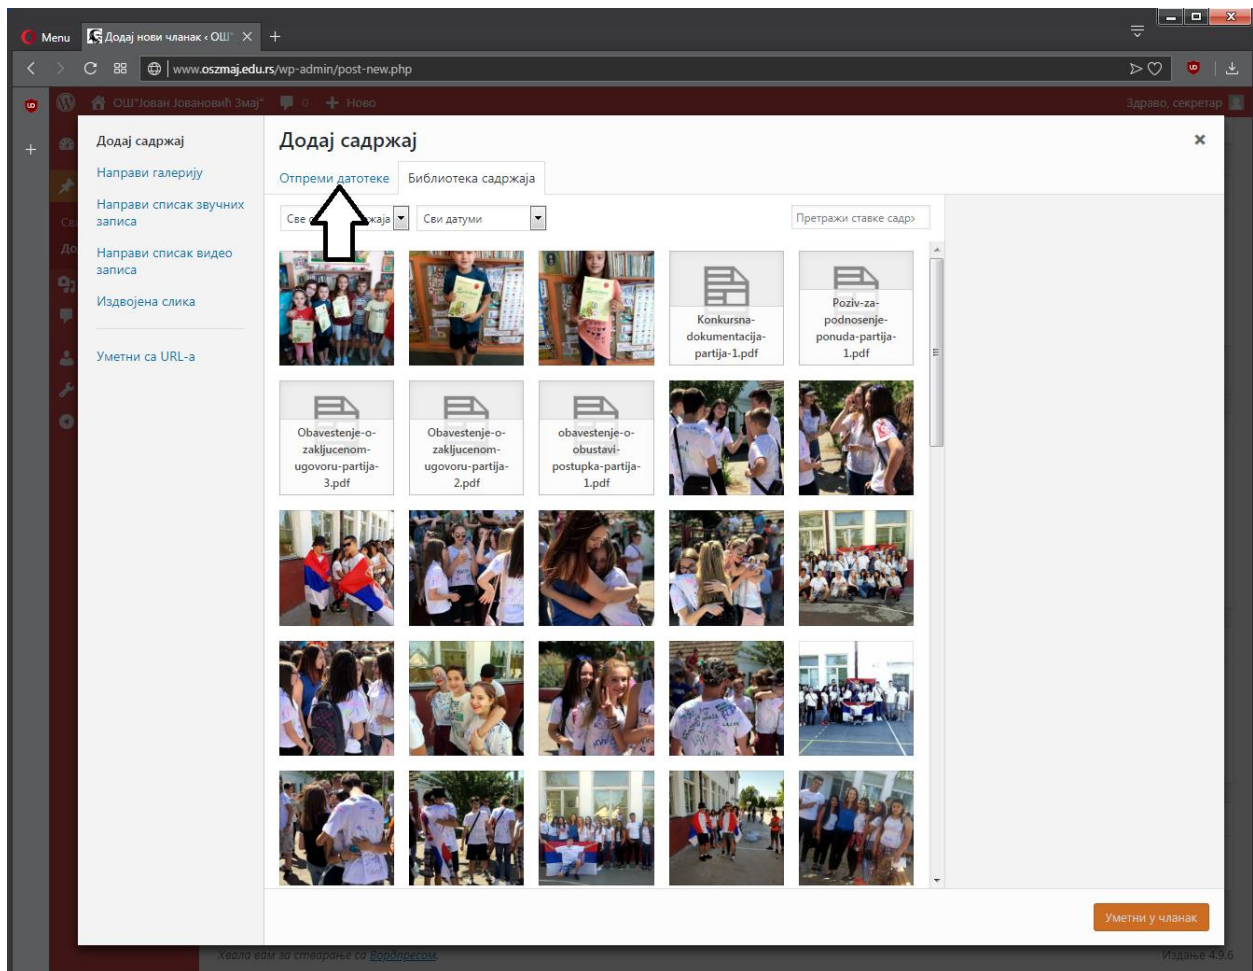 Menu
Додај нови чланак ‹ ОШ"
www.oszmaj.edu.rs/wp-admin/post-new.php
ОШ"Јован Јовановић Змај"
0
Ново
Здраво, секретар
Додај садржај
Направи галерију
Направи списак звучних
записа
Направи списак видео
записа
Издвојена слика
Уметни са URL-а
Додај садржај
Отпреми датотеке
Библиотека садржаја
Све
Сви датуми
Претражи ставке садр
Konkursna-
dokumentacija-
partija-1.pdf
Poziv-za-
podnosenje-
ponuda-partija-
1.pdf
Obavestenje-o-
zakljucenom-
ugovoru-partija-
3.pdf
Obavestenje-o-
zakljucenom-
ugovoru-partija-
2.pdf
obavestenje-o-
obustavi-
postupka-partija-
1.pdf
Уметни у чланак
Хвала вам за стварање са Вордпресом.
Издање 4.9.6